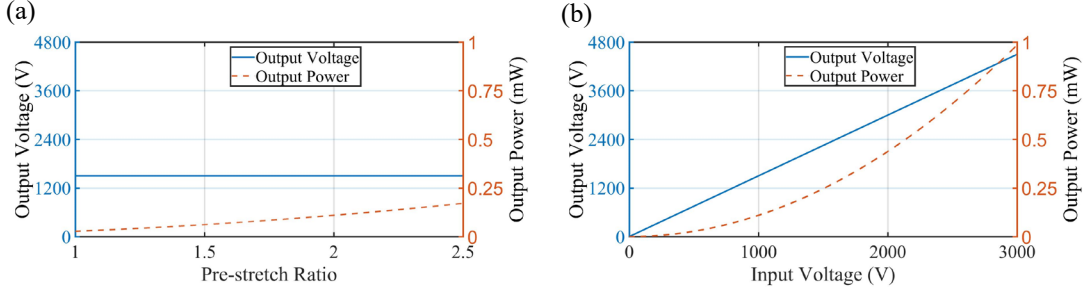 (a)
Output Voltage (V)
4800
3600
2400
1200
0
Output Voltage
Output Power
1
0.75
0.5
0.25
0
Output Power (mW)
1
1.5
2
2.5
Pre-stretch Ratio
(b)
Output Voltage (V)
4800
3600
2400
1200
0
Output Voltage
Output Power
1
0.75
0.5
0.25
0
Output Power (mW)
0
1000
2000
3000
Input Voltage (V)